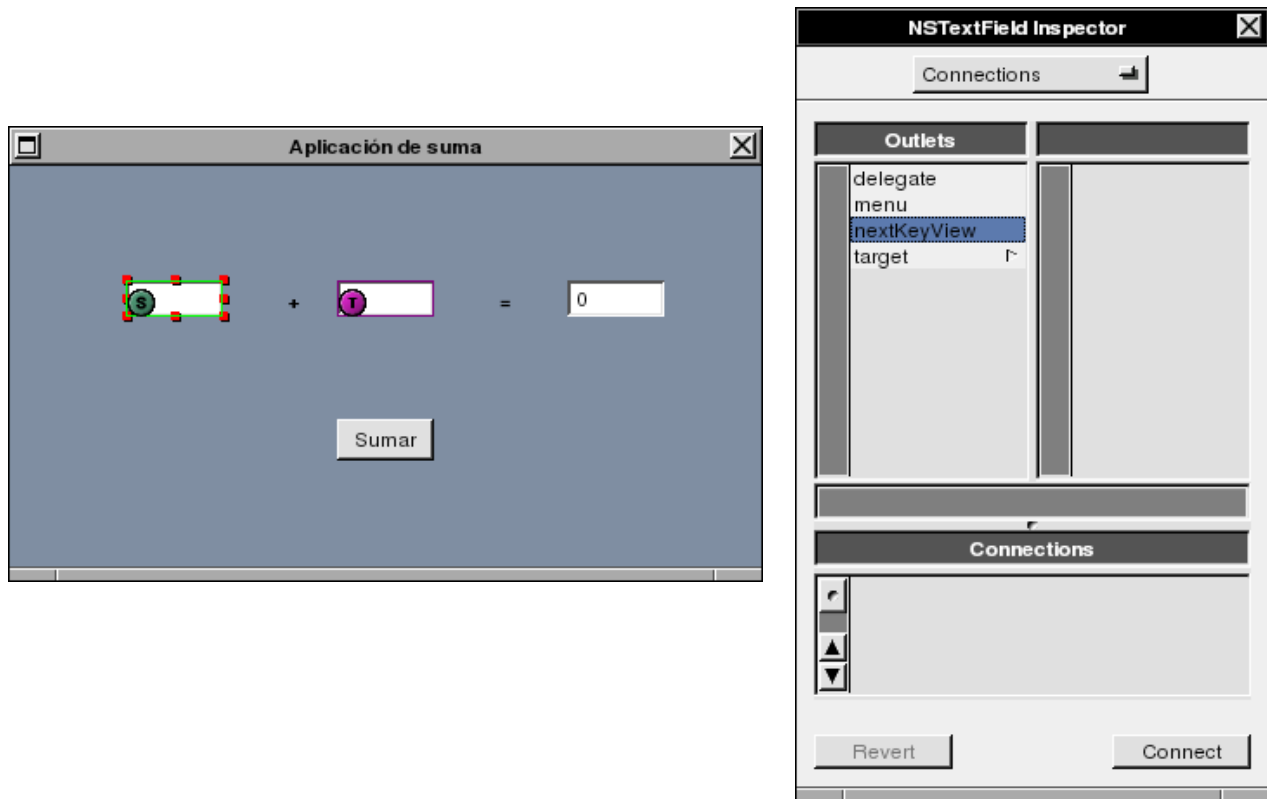 Aplicación de suma
S + T = 0
Sumar
NSTextField Inspector
Connections
Outlets
delegate
menu
nextKeyView
target
Connections
Revert Connect